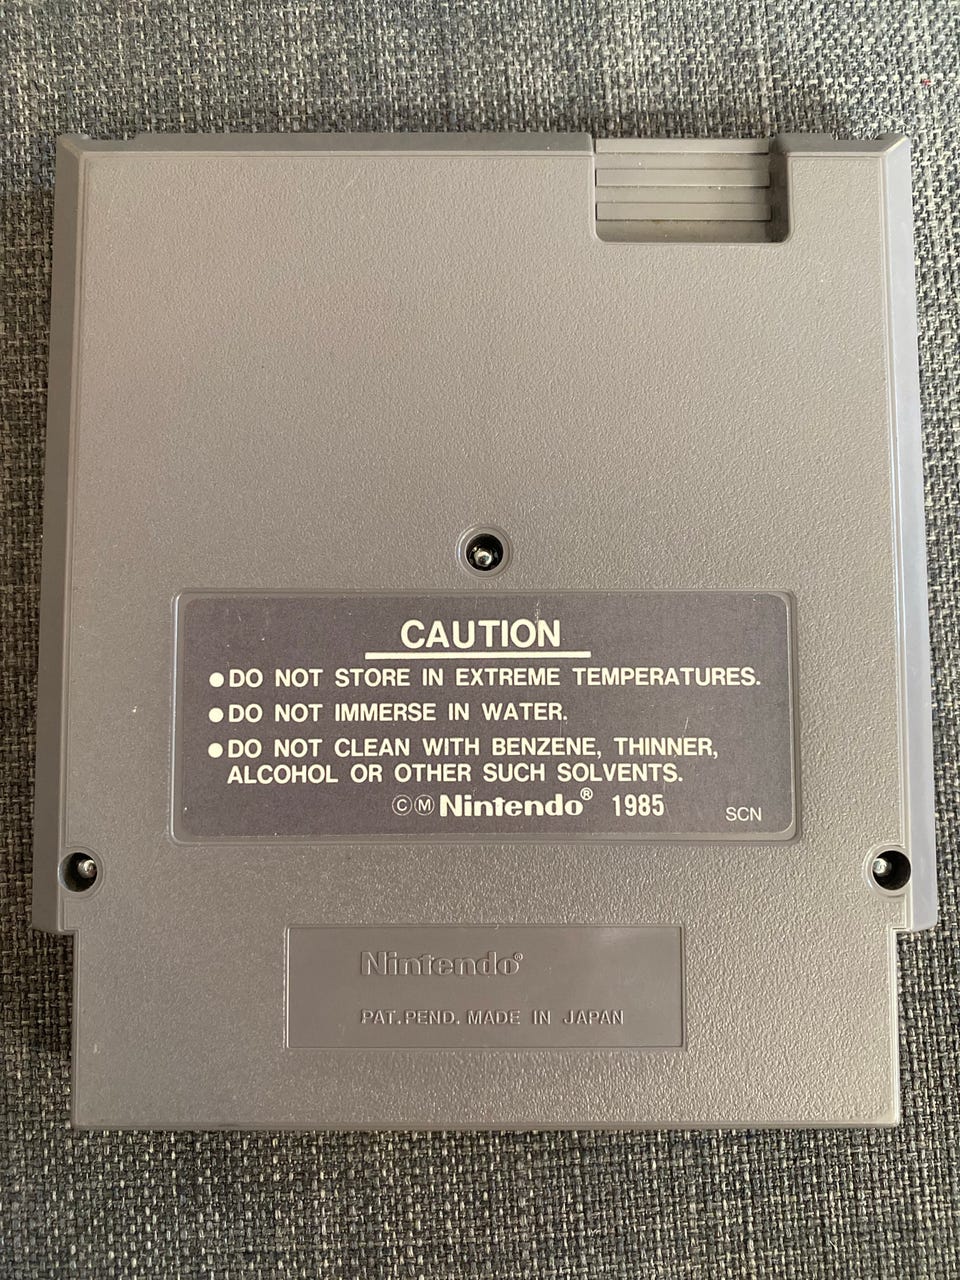 CAUTION
●DO NOT STORE IN EXTREME TEMPERATURES.
●DO NOT IMMERSE IN WATER.
●DO NOT CLEAN WITH BENZENE, THINNER,
ALCOHOL OR OTHER SUCH SOLVENTS.
ⒸⓂNintendo® 1985 SCN
Nintendo®
PAT.PEND. MADE IN JAPAN